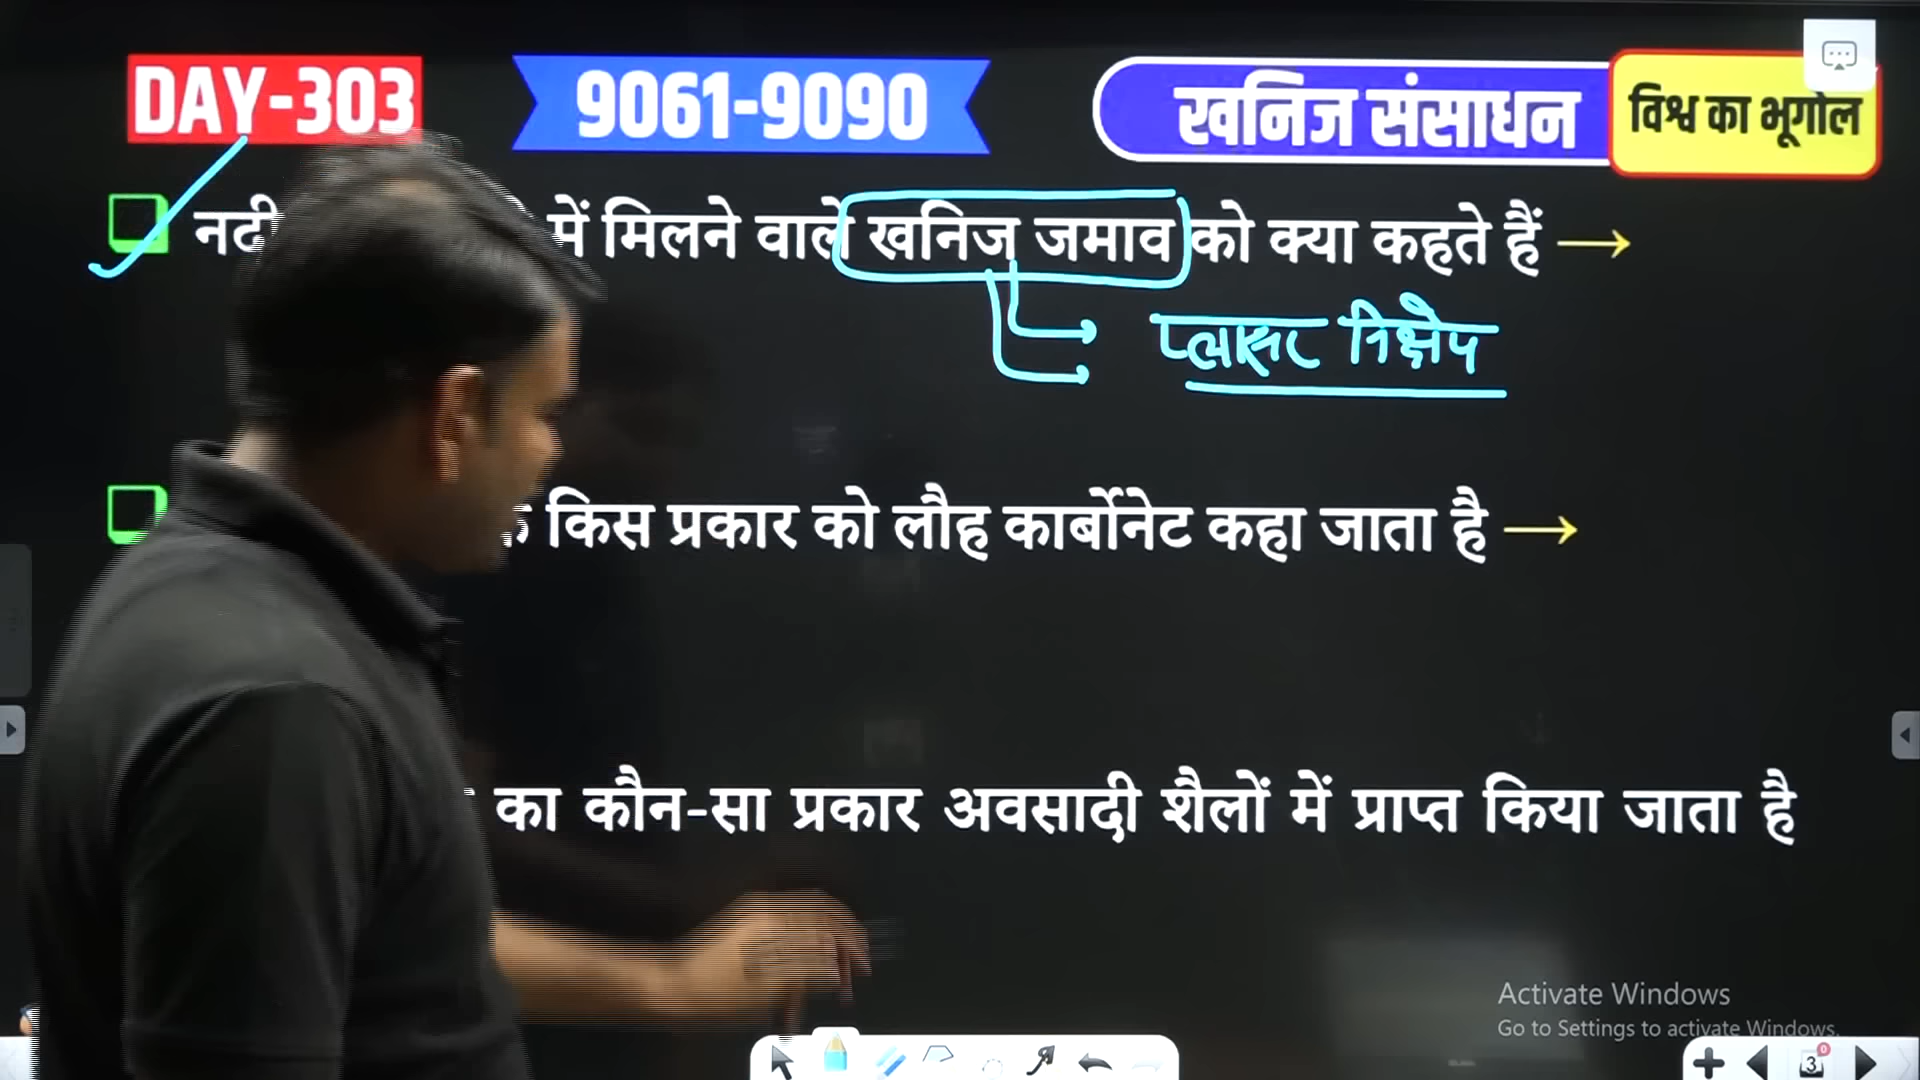 DAY-303 9061-9090 खनिज संसाधन विश्व का भूगोल
में मिलने वाले खनिज जमाव को क्या कहते हैं →
प्लासर निक्षेप
किस प्रकार को लौह कार्बोनेट कहा जाता है →
का कौन-सा प्रकार अवसादी शैलों में प्राप्त किया जाता है
Activate Windows
Go to Settings to activate Windows.
3